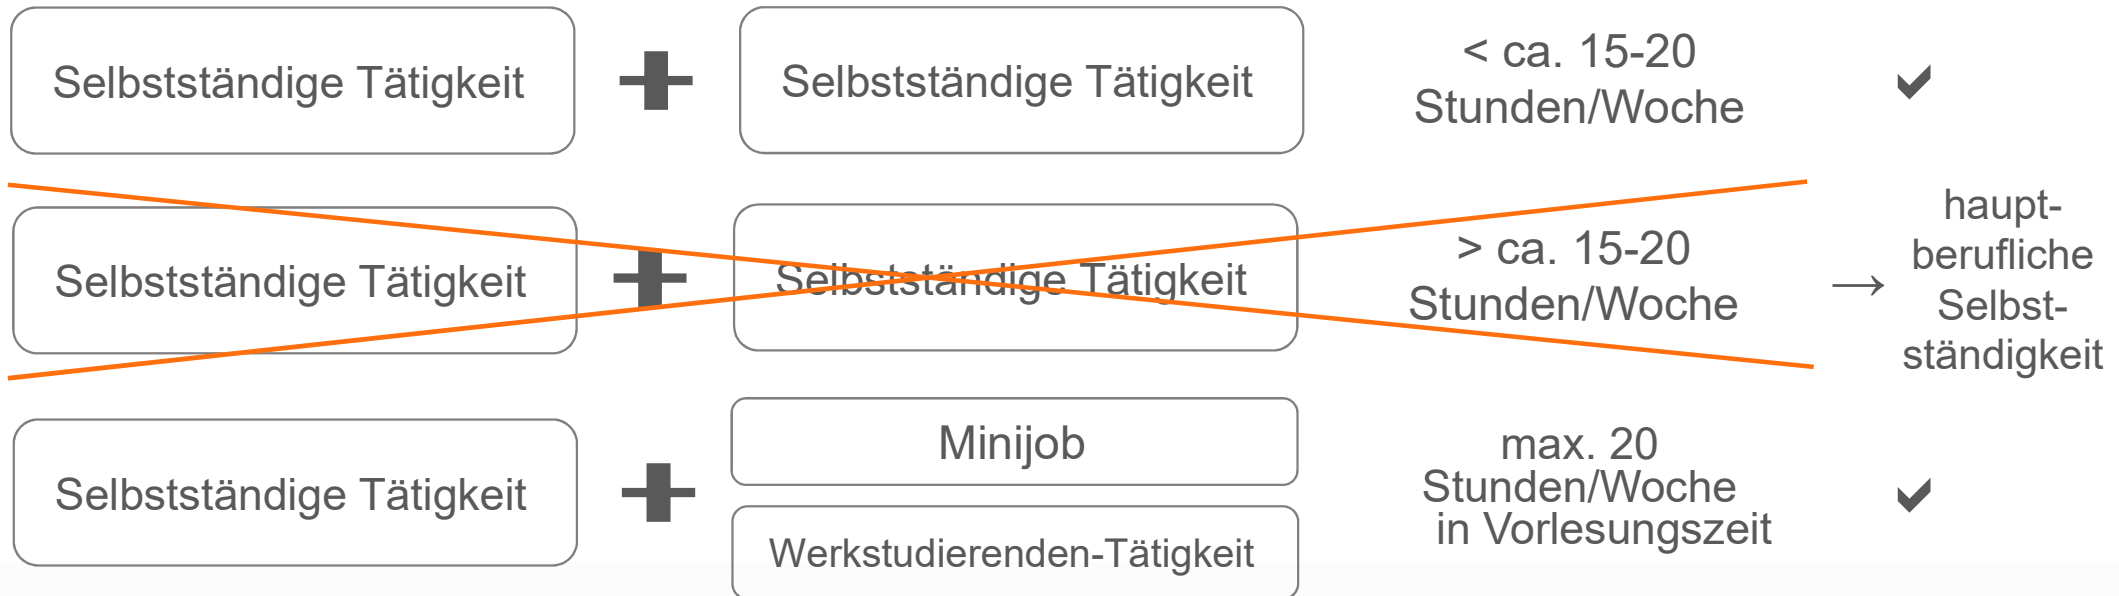 Selbstständige Tätigkeit
Selbstständige Tätigkeit
< ca. 15-20
Stunden/Woche
Selbstständige Tätigkeit
Selbstständige Tätigkeit
> ca. 15-20
Stunden/Woche
→
haupt-
berufliche
Selbst-
ständigkeit
Selbstständige Tätigkeit
Minijob
Werkstudierenden-Tätigkeit
max. 20
Stunden/Woche
in Vorlesungszeit